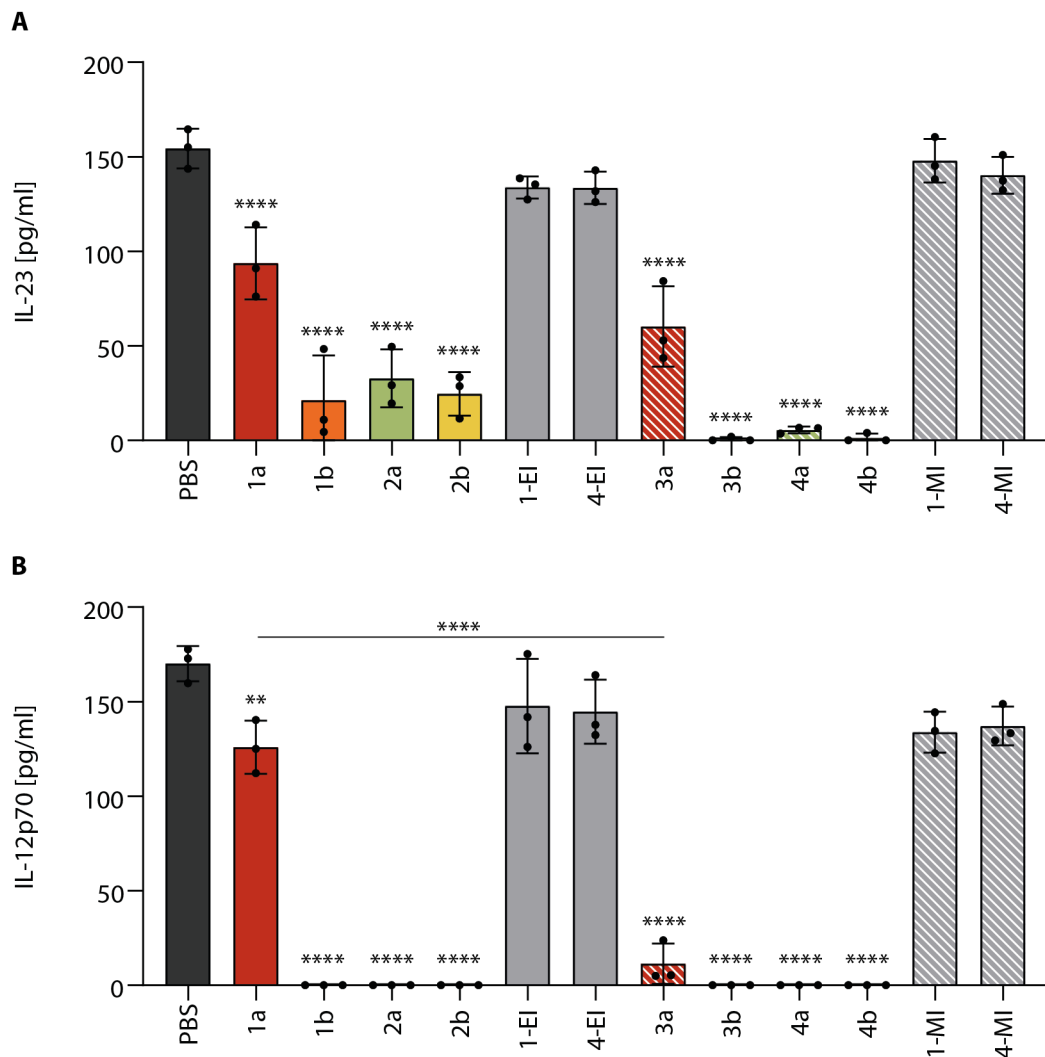 A
200
150
100
50
0
IL-23 [pg/ml]
****
****
****
****
****
****
****
****
PBS
1a
1b
2a
2b
1-EI
4-EI
3a
3b
4a
4b
1-MI
4-MI
B
200
150
100
50
0
IL-12p70 [pg/ml]
****
**
****
****
****
****
****
****
****
PBS
1a
1b
2a
2b
1-EI
4-EI
3a
3b
4a
4b
1-MI
4-MI